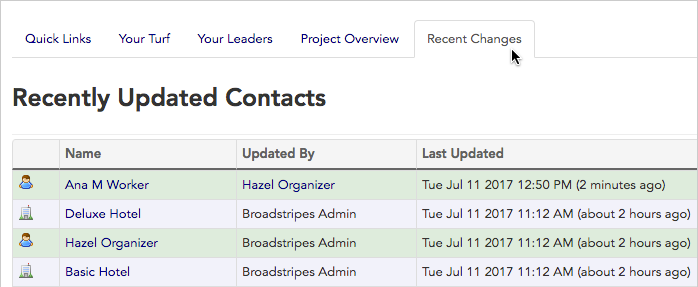 Quick Links Your Turf Your Leaders Project Overview Recent Changes
Recently Updated Contacts
Name Updated By Last Updated
Ana M Worker Hazel Organizer Tue Jul 11 2017 12:50 PM (2 minutes ago)
Deluxe Hotel Broadstripes Admin Tue Jul 11 2017 11:12 AM (about 2 hours ago)
Hazel Organizer Broadstripes Admin Tue Jul 11 2017 11:12 AM (about 2 hours ago)
Basic Hotel Broadstripes Admin Tue Jul 11 2017 11:12 AM (about 2 hours ago)